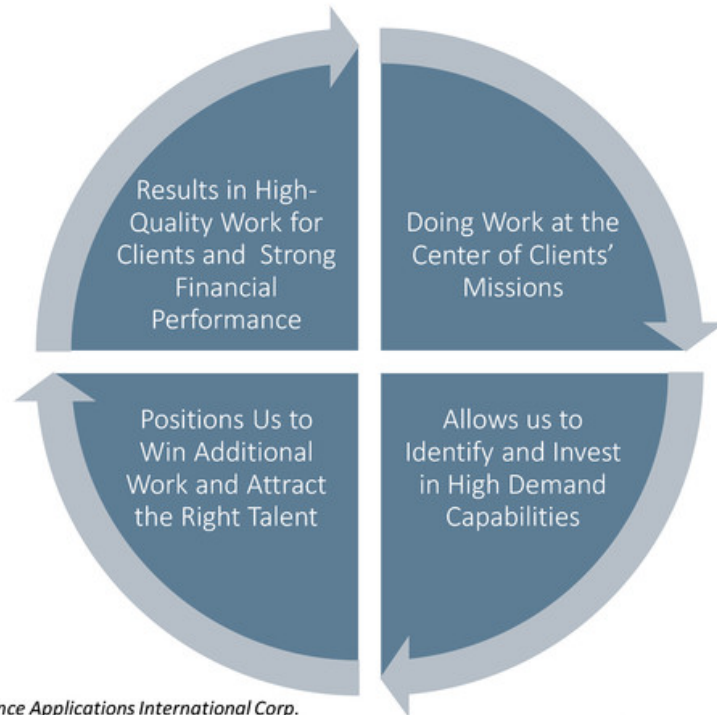 Results in High-
Quality Work for
Clients and Strong
Financial
Performance
Doing Work at the
Center of Clients’
Missions
Positions Us to
Win Additional
Work and Attract
the Right Talent
Allows us to
Identify and Invest
in High Demand
Capabilities
Applications International Corp.